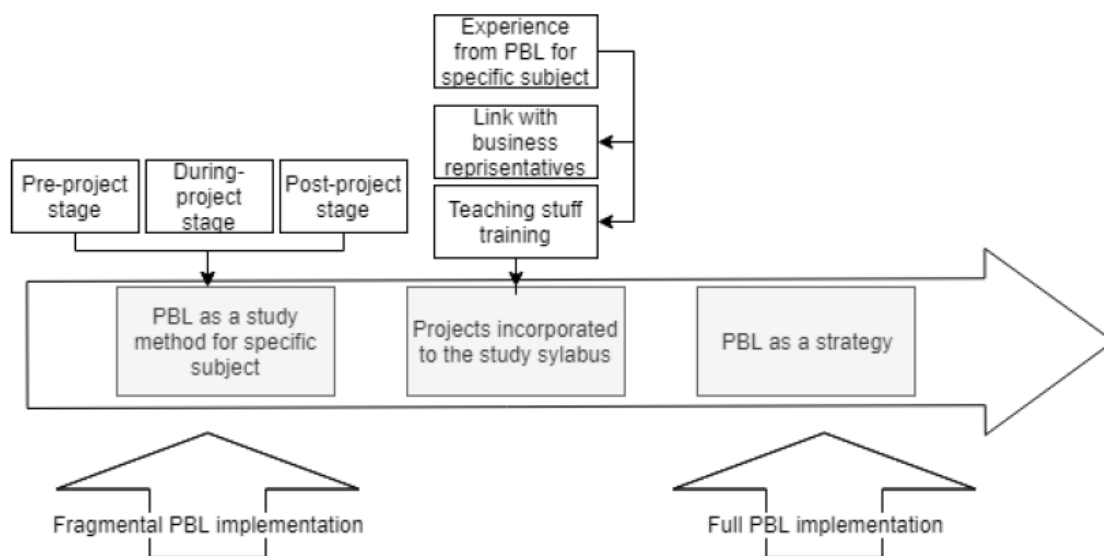 Experience
from PBL for
specific subject
Link with
business
reprisentatives
Pre-project
stage
During-
project
stage
Post-project
stage
Teaching stuff
training
PBL as a study
method for specific
subject
Projects incorporated
to the study sylabus
PBL as a strategy
Fragmental PBL implementation
Full PBL implementation